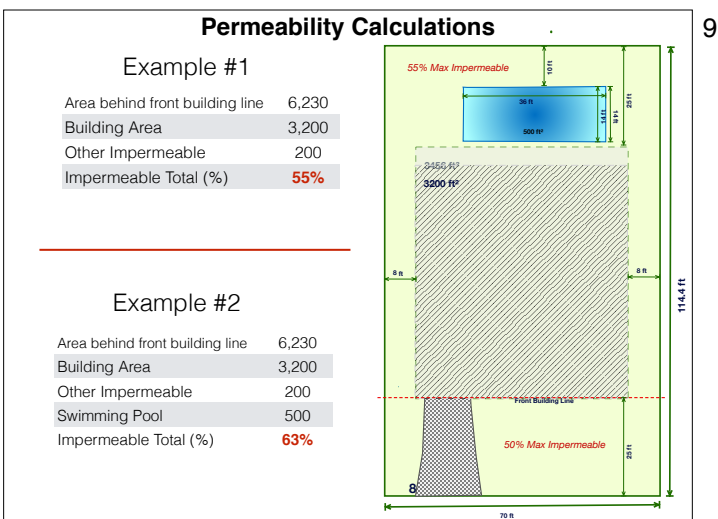 Permeability Calculations
9
Example #1
Area behind front building line 6,230
Building Area 3,200
Other Impermeable 200
Impermeable Total (%) 55%
Example #2
Area behind front building line 6,230
Building Area 3,200
Other Impermeable 200
Swimming Pool 500
Impermeable Total (%) 63%
55% Max Impermeable
10 ft
25 ft
36 ft
14 ft
14 ft
500 ft²
3200 ft²
8 ft
8 ft
114.4 ft
Front Building Line
50% Max Impermeable
25 ft
8
70 ft